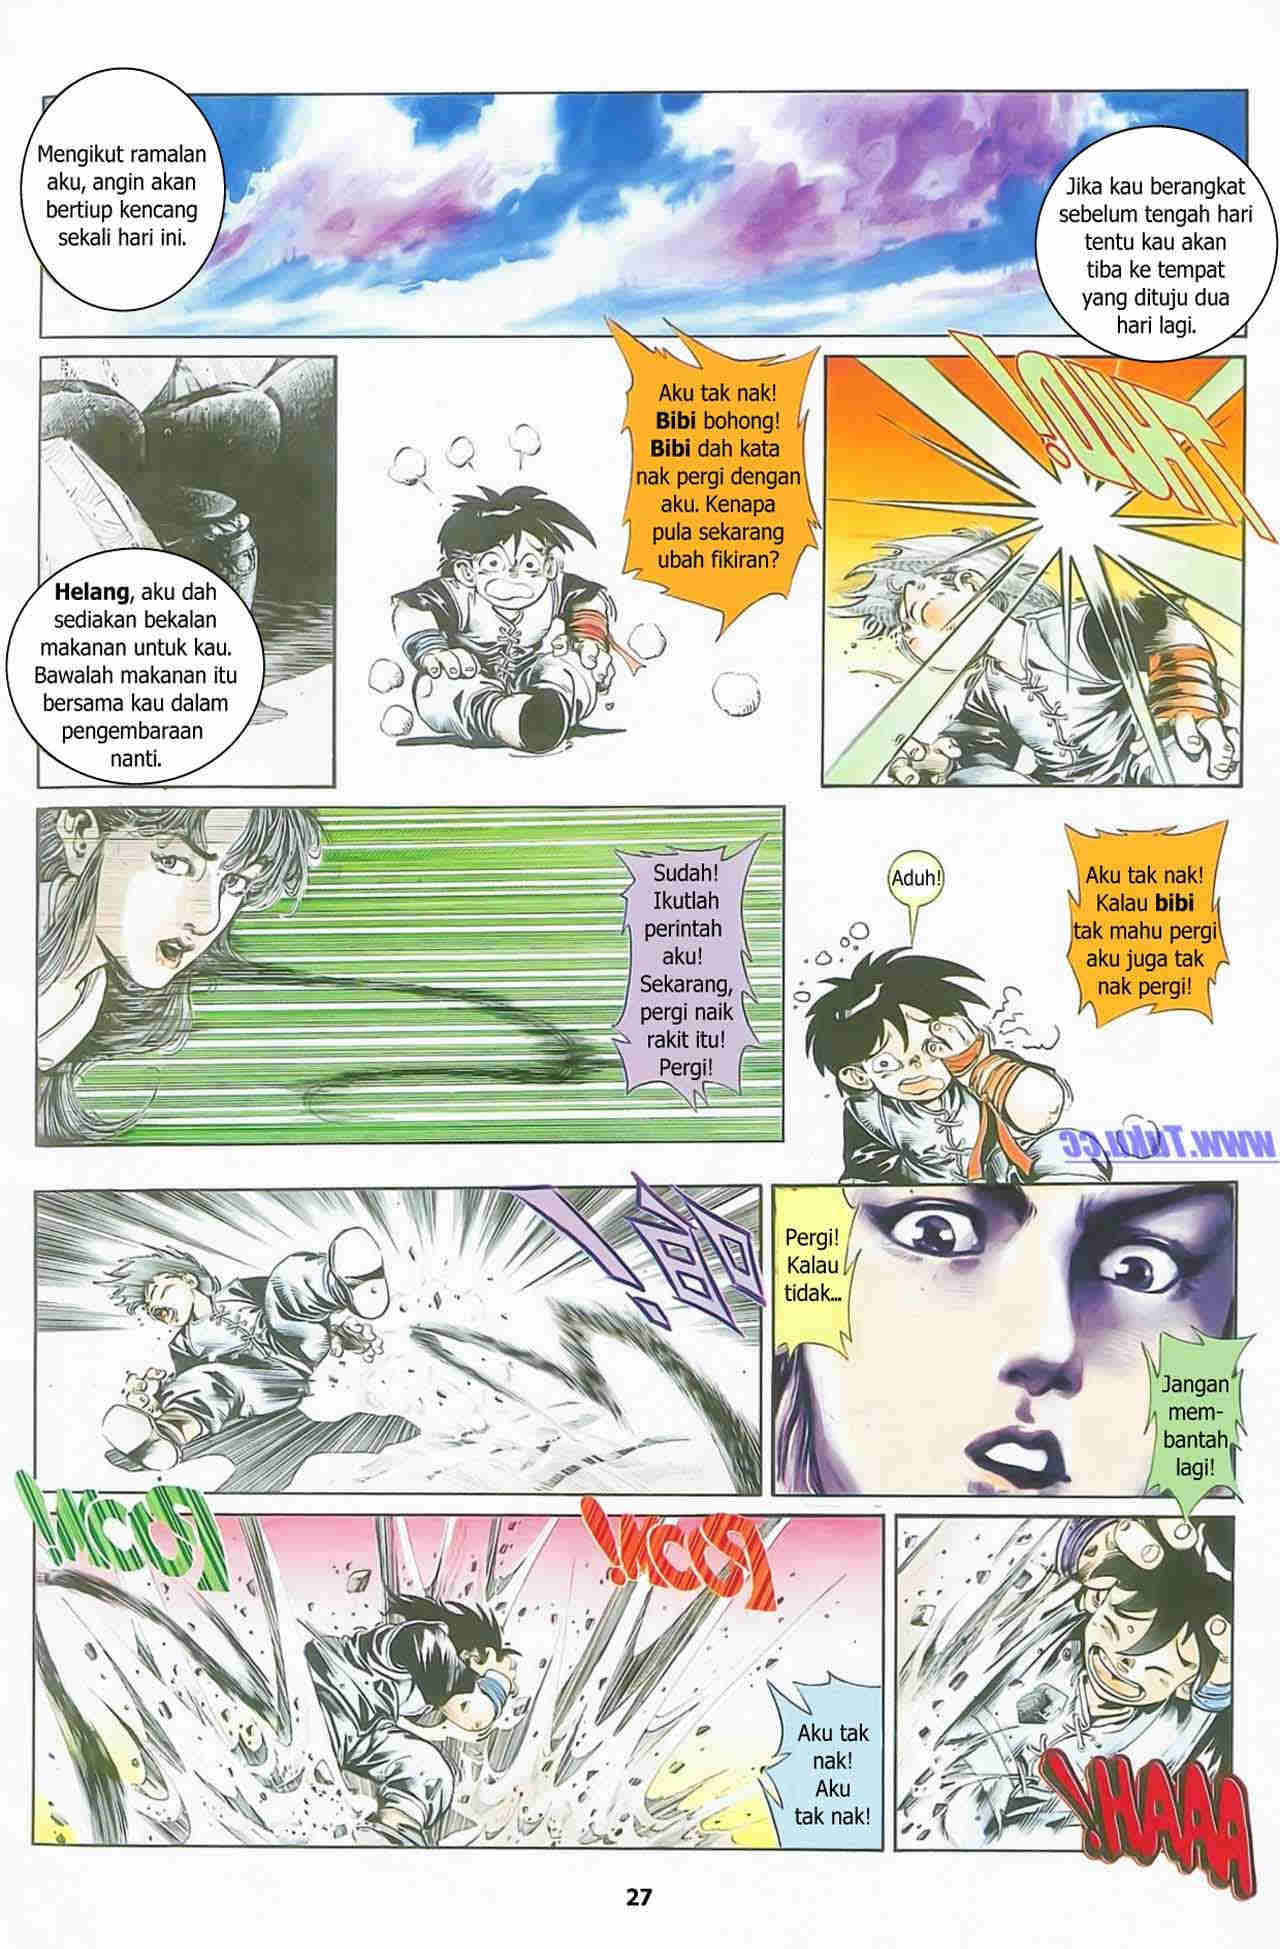 Mengikut ramalan
aku, angin akan
bertiup kencang
sekali hari ini.
Jika kau berangkat
sebelum tengah hari
tentu kau akan
tiba ke tempat
yang dituju dua
hari lagi.
Helang, aku dah
sediakan bekalan
makanan untuk kau.
Bawalah makanan itu
bersama kau dalam
pengembaraan
nanti.
Aku tak nak!
Bibi bohong!
Bibi dah kata
nak pergi dengan
aku. Kenapa
pula sekarang
ubah fikiran?
THUUUO!
Sudah!
Ikutlah
perintah
aku!
Sekarang,
pergi naik
rakit itu!
Pergi!
Aduh!
Aku tak nak!
Kalau bibi
tak mahu pergi
aku juga tak
nak pergi!
www.Tuku.cc
Pergi!
Kalau
tidak...
Jangan
mem-
bantah
lagi!
POOM!
POOM!
Aku tak
nak!
Aku
tak nak!
AAAH!
27